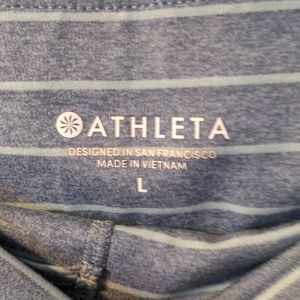 ATHLETA
DESIGNED IN SAN FRANCISCO
MADE IN VIETNAM
L